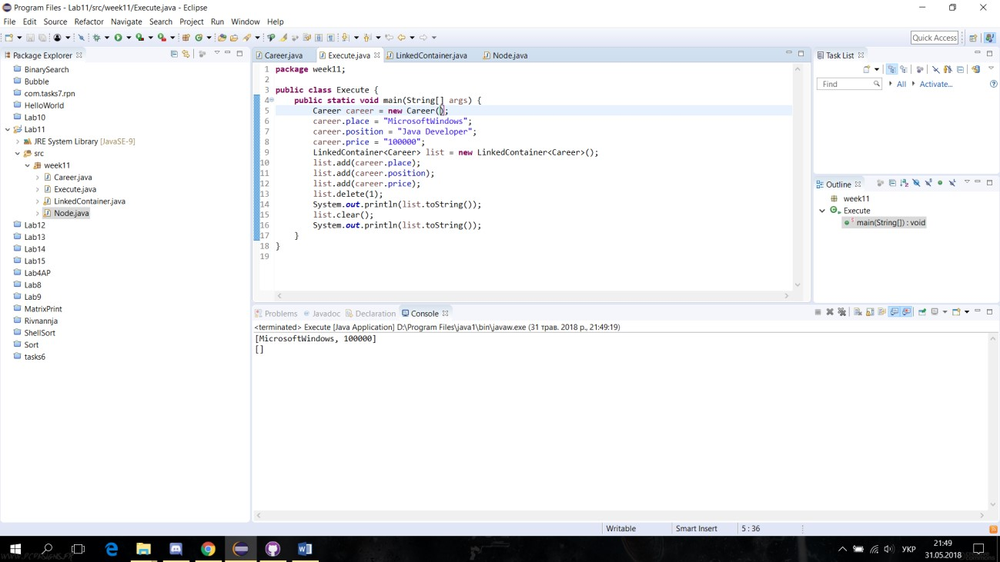 Program Files - Lab11/src/week11/Execute.java - Eclipse
File Edit Source Refactor Navigate Search Project Run Window Help
Quick Access
Package Explorer
BinarySearch
Bubble
com.tasks7.rpn
HelloWorld
Lab10
Lab11
JRE System Library [JavaSE-9]
src
week11
Career.java
Execute.java
LinkedContainer.java
Node.java
Lab12
Lab13
Lab14
Lab15
Lab4AP
Lab8
Lab9
MatrixPrint
Rivnannja
ShellSort
Sort
tasks6
Career.java Execute.java LinkedContainer.java Node.java
1 package week11;
2
3 public class Execute {
4 public static void main(String[] args) {
5 Career career = new Career();
6 career.place = "MicrosoftWindows";
7 career.position = "Java Developer";
8 career.price = "100000";
9 LinkedContainer<Career> list = new LinkedContainer<Career>();
10 list.add(career.place);
11 list.add(career.position);
12 list.add(career.price);
13 list.delete(1);
14 System.out.println(list.toString());
15 list.clear();
16 System.out.println(list.toString());
17 }
18 }
19
Task List
Find All Activate...
Outline
week11
Execute
main(String[]) : void
Problems Javadoc Declaration Console
<terminated> Execute [Java Application] D:\Program Files\java1\bin\javaw.exe (31 трав. 2018 р., 21:49:19)
[MicrosoftWindows, 100000]
[]
Writable Smart Insert 5 : 36
УКР
21:49
31.05.2018